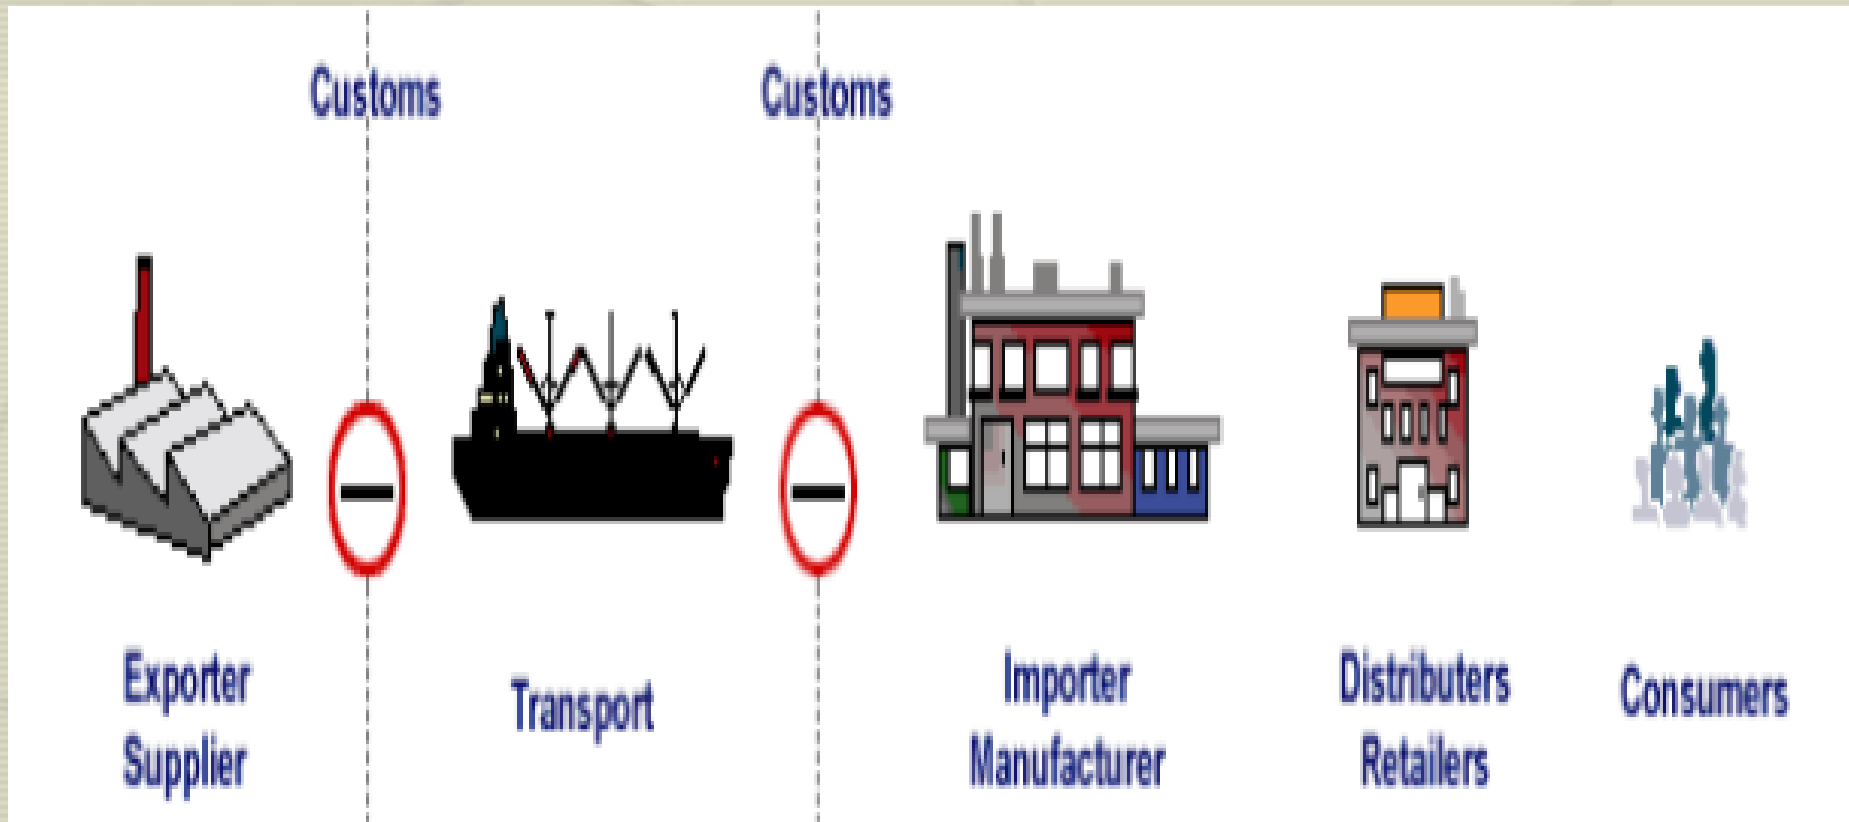 Customs
Customs
Exporter
Supplier
Transport
Importer
Manufacturer
Distributers
Retailers
Consumers